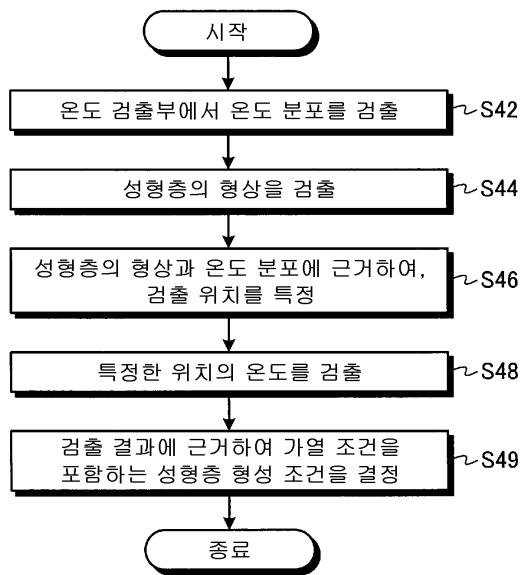 시작
온도 검출부에서 온도 분포를 검출
S42
성형층의 형상을 검출
S44
성형층의 형상과 온도 분포에 근거하여,
검출 위치를 특정
S46
특정한 위치의 온도를 검출
S48
검출 결과에 근거하여 가열 조건을
포함하는 성형층 형성 조건을 결정
S49
종료